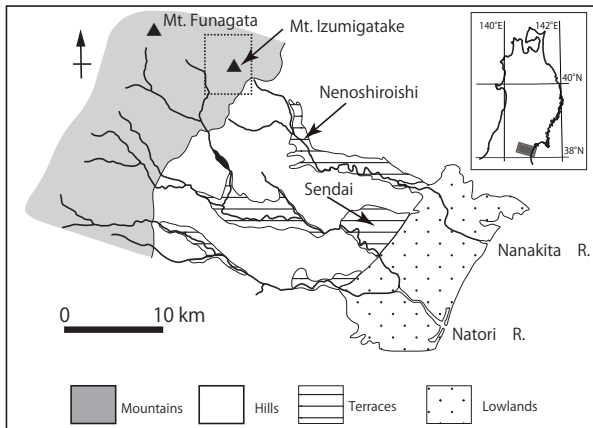 Mt. Funagata
Mt. Izumigatake
140°E
142°E
40°N
38°N
Nenoshiroishi
Sendai
Nanakita R.
Natori R.
0
10 km
Mountains
Hills
Terraces
Lowlands